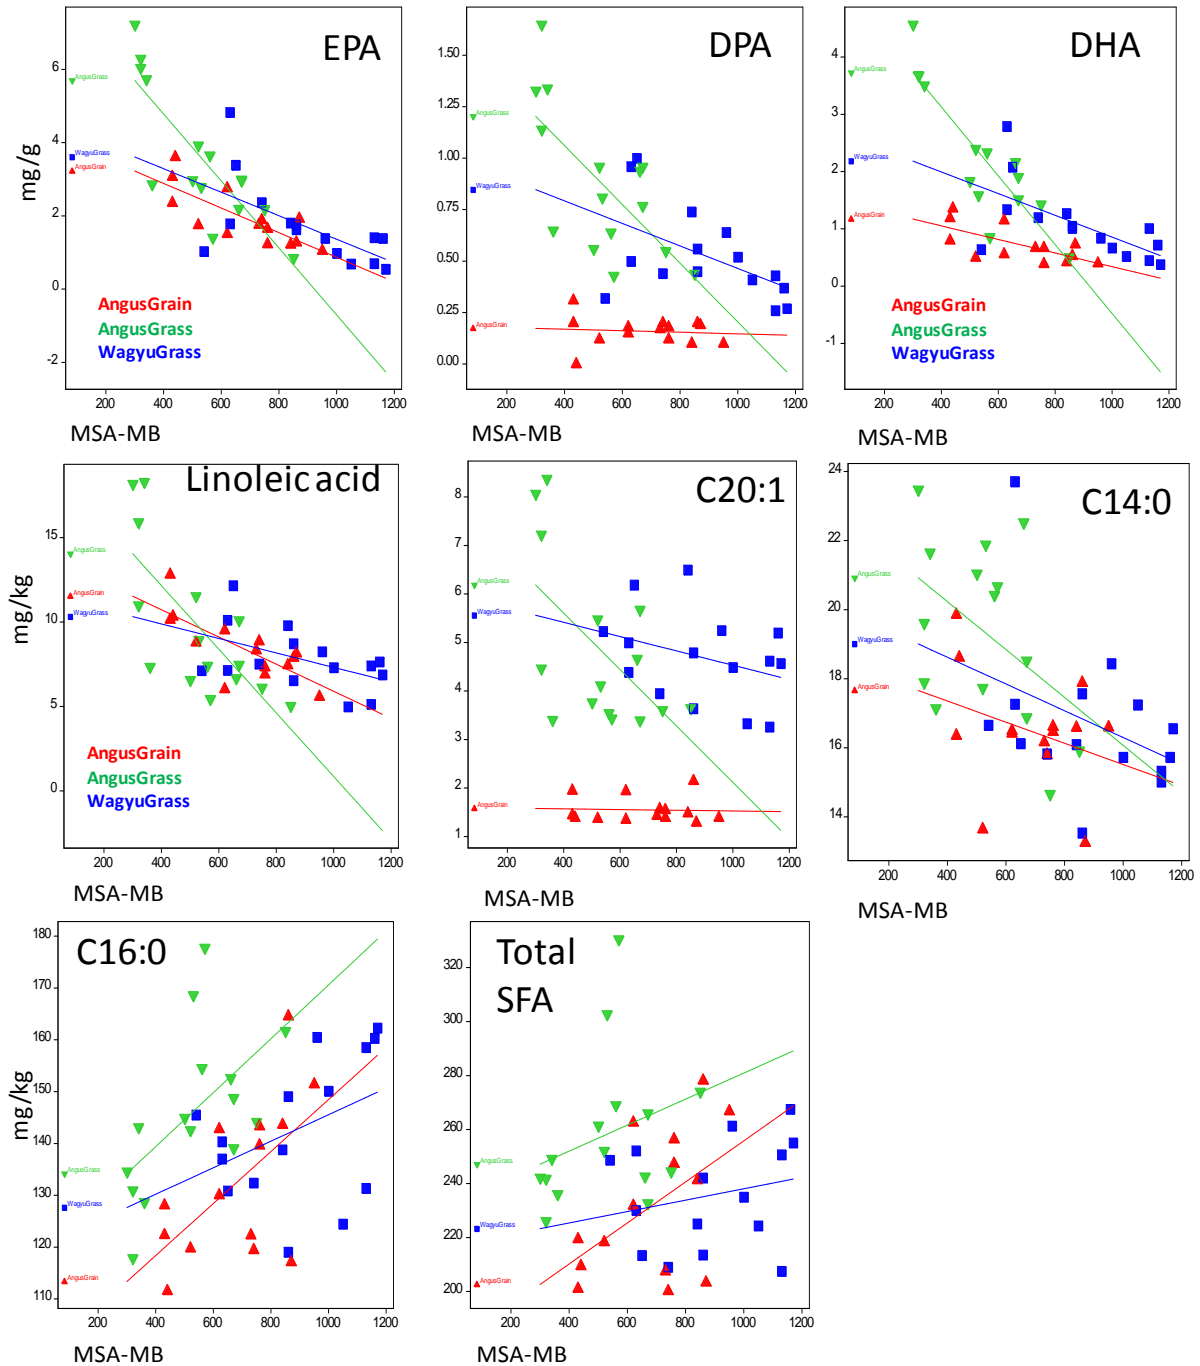 EPA
mg/g
6
4
2
0
-2
AngusGrass
WagyuGrass
AngusGrain
AngusGrain
AngusGrass
WagyuGrass
200 400 600 800 1000 1200
MSA-MB
DPA
1.50
1.25
1.00
0.75
0.50
0.25
0.00
AngusGrass
WagyuGrass
AngusGrain
200 400 600 800 1000 1200
MSA-MB
DHA
4
3
2
1
0
-1
AngusGrass
WagyuGrass
AngusGrain
AngusGrain
AngusGrass
WagyuGrass
200 400 600 800 1000 1200
MSA-MB
Linoleic acid
mg/kg
15
10
5
0
AngusGrass
AngusGrain
WagyuGrass
AngusGrain
AngusGrass
WagyuGrass
200 400 600 800 1000 1200
MSA-MB
C20:1
8
7
6
5
4
3
2
1
AngusGrass
WagyuGrass
AngusGrain
200 400 600 800 1000 1200
MSA-MB
C14:0
24
22
20
18
16
14
AngusGrass
WagyuGrass
AngusGrain
200 400 600 800 1000 1200
MSA-MB
C16:0
mg/kg
180
170
160
150
140
130
120
110
AngusGrass
WagyuGrass
AngusGrain
200 400 600 800 1000 1200
MSA-MB
Total
SFA
320
300
280
260
240
220
200
AngusGrass
WagyuGrass
AngusGrain
200 400 600 800 1000 1200
MSA-MB